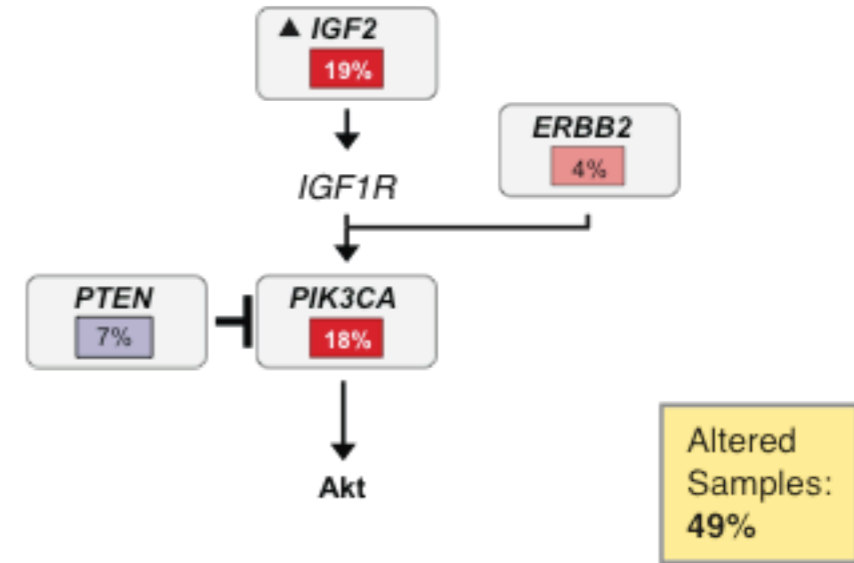 ▲ IGF2
19%
ERBB2
4%
IGF1R
PTEN
7%
PIK3CA
18%
Akt
Altered
Samples:
49%